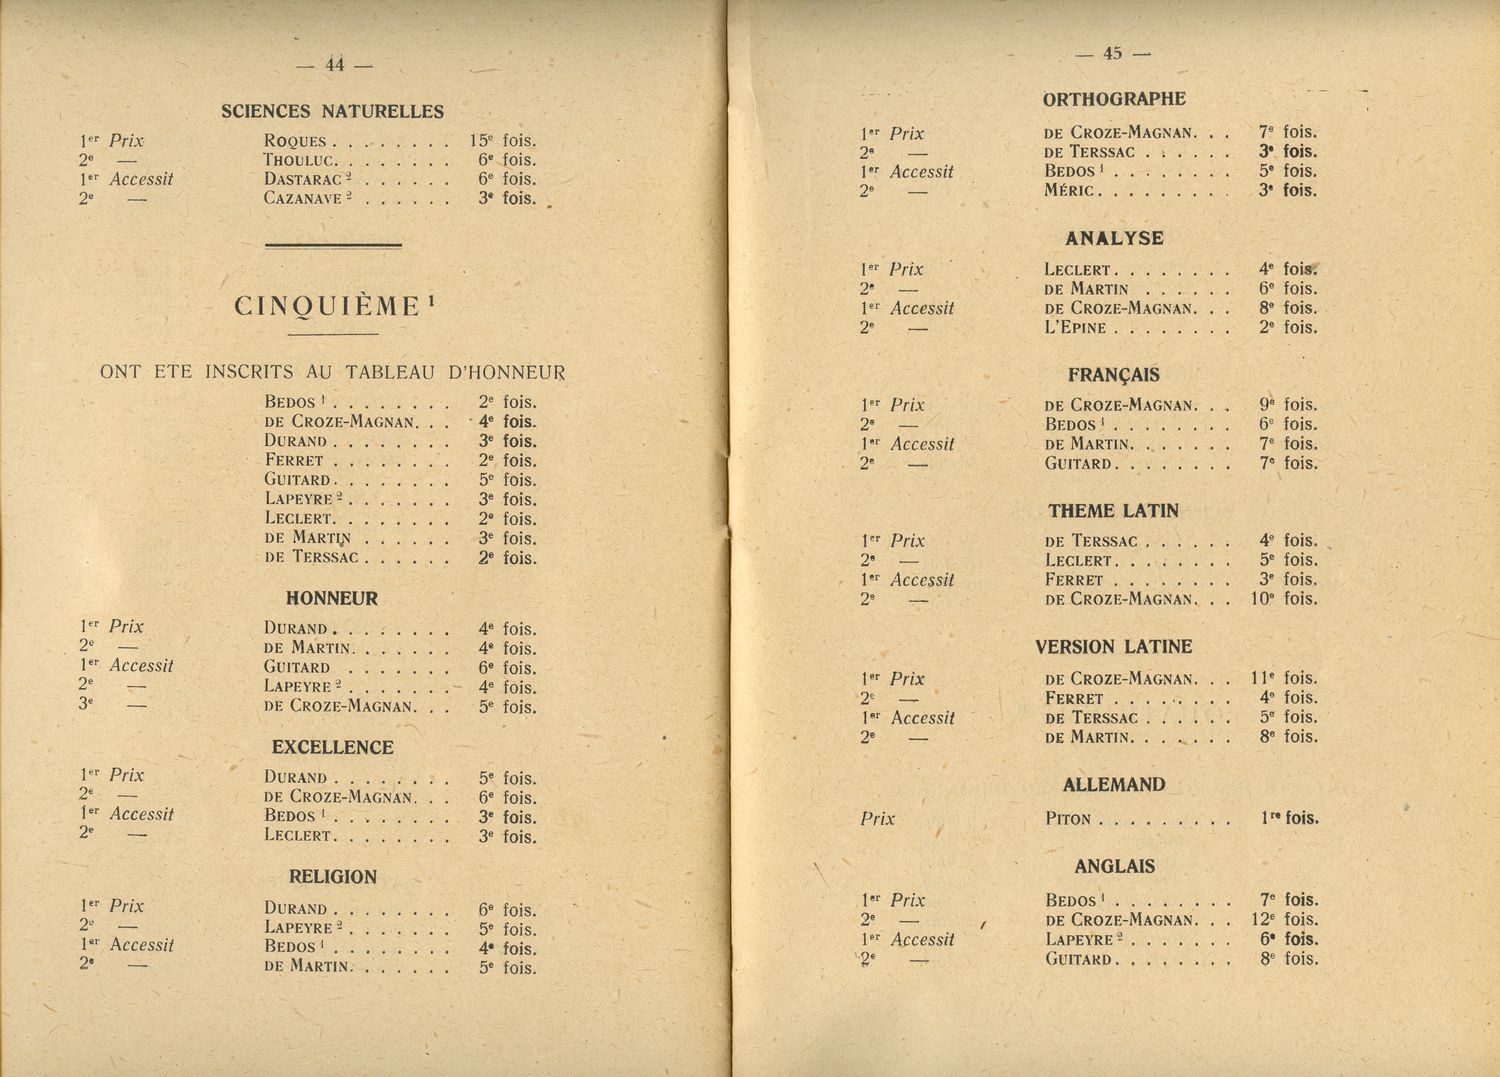 — 44 —
SCIENCES NATURELLES
1er Prix ROQUES . . . . . . . . 15e fois.
2e — THOULUC. . . . . . . . 6e fois.
1er Accessit DASTARAC 2 . . . . . . 6e fois.
2e — CAZANAVE 2 . . . . . . 3e fois.
CINQUIÈME 1
ONT ETE INSCRITS AU TABLEAU D'HONNEUR
BEDOS 1 . . . . . . . . 2e fois.
DE CROZE-MAGNAN. . . 4e fois.
DURAND . . . . . . . . 3e fois.
FERRET . . . . . . . . 2e fois.
GUITARD. . . . . . . . 5e fois.
LAPEYRE 2 . . . . . . . 3e fois.
LECLERT. . . . . . . . 2e fois.
DE MARTIN . . . . . . 3e fois.
DE TERSSAC . . . . . . 2e fois.
HONNEUR
1er Prix DURAND . . . . . . . . 4e fois.
2e — DE MARTIN. . . . . . . 4e fois.
1er Accessit GUITARD . . . . . . . 6e fois.
2e — LAPEYRE 2 . . . . . . . 4e fois.
3e — DE CROZE-MAGNAN. . . 5e fois.
EXCELLENCE
1er Prix DURAND . . . . . . . . 5e fois.
2e — DE CROZE-MAGNAN. . . 6e fois.
1er Accessit BEDOS 1 . . . . . . . . 3e fois.
2e — LECLERT. . . . . . . . 3e fois.
RELIGION
1er Prix DURAND . . . . . . . . 6e fois.
2e — LAPEYRE 2 . . . . . . . 5e fois.
1er Accessit BEDOS 1 . . . . . . . . 4e fois.
2e — DE MARTIN. . . . . . . 5e fois.
— 45 —
ORTHOGRAPHE
1er Prix DE CROZE-MAGNAN. . . 7e fois.
2e — DE TERSSAC . . . . . . 3e fois.
1er Accessit BEDOS 1 . . . . . . . . 5e fois.
2e — MÉRIC. . . . . . . . . 3e fois.
ANALYSE
1er Prix LECLERT. . . . . . . . 4e fois.
2e — DE MARTIN . . . . . . 6e fois.
1er Accessit DE CROZE-MAGNAN. . . 8e fois.
2e — L'EPINE . . . . . . . . 2e fois.
FRANÇAIS
1er Prix DE CROZE-MAGNAN. . . 9e fois.
2e — BEDOS 1 . . . . . . . . 6e fois.
1er Accessit DE MARTIN. . . . . . . 7e fois.
2e — GUITARD. . . . . . . . 7e fois.
THEME LATIN
1er Prix DE TERSSAC . . . . . . 4e fois.
2e — LECLERT. . . . . . . . 5e fois.
1er Accessit FERRET . . . . . . . . 3e fois.
2e — DE CROZE-MAGNAN. . . 10e fois.
VERSION LATINE
1er Prix DE CROZE-MAGNAN. . . 11e fois.
2e — FERRET . . . . . . . . 4e fois.
1er Accessit DE TERSSAC . . . . . . 5e fois.
2e — DE MARTIN. . . . . . . 8e fois.
ALLEMAND
Prix PITON . . . . . . . . . 1re fois.
ANGLAIS
1er Prix BEDOS 1 . . . . . . . . 7e fois.
2e — DE CROZE-MAGNAN. . . 12e fois.
1er Accessit LAPEYRE 2 . . . . . . . 6e fois.
2e — GUITARD. . . . . . . . 8e fois.